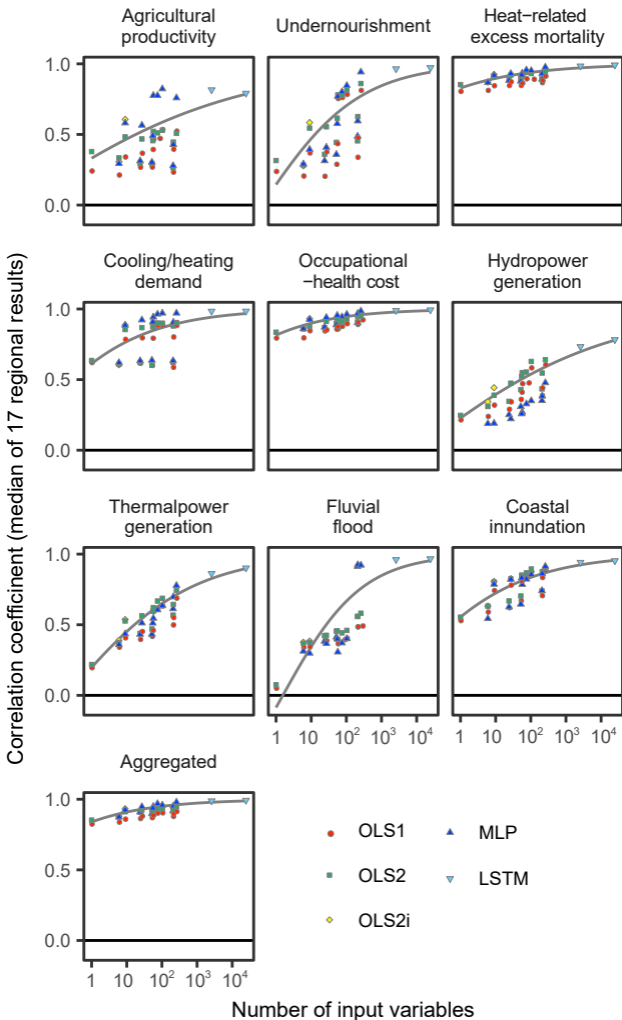 Agricultural
productivity
Undernourishment
Heat-related
excess mortality
1.0
0.5
0.0
Cooling/heating
demand
Occupational
−health cost
Hydropower
generation
1.0
0.5
0.0
Thermalpower
generation
Fluvial
flood
Coastal
innundation
1.0
0.5
0.0
1 10 10² 10³ 10⁴
1 10 10² 10³ 10⁴
Aggregated
1.0
0.5
0.0
1 10 10² 10³ 10⁴
OLS1
OLS2
OLS2i
MLP
LSTM
Correlation coefficinent (median of 17 regional results)
Number of input variables